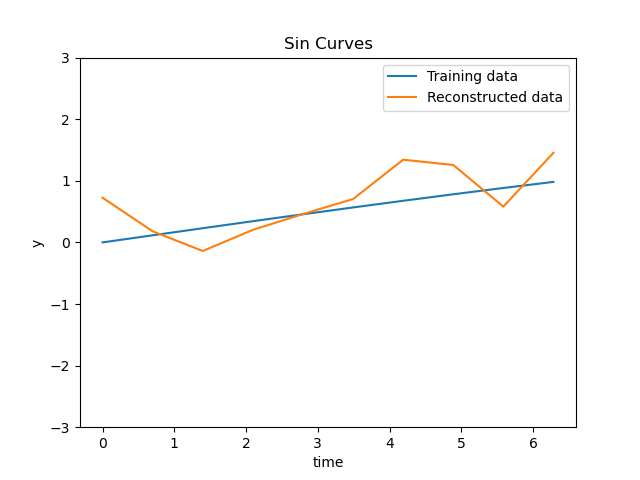 Sin Curves
Training data
Reconstructed data
3
2
1
0
−1
−2
−3
y
0 1 2 3 4 5 6
time